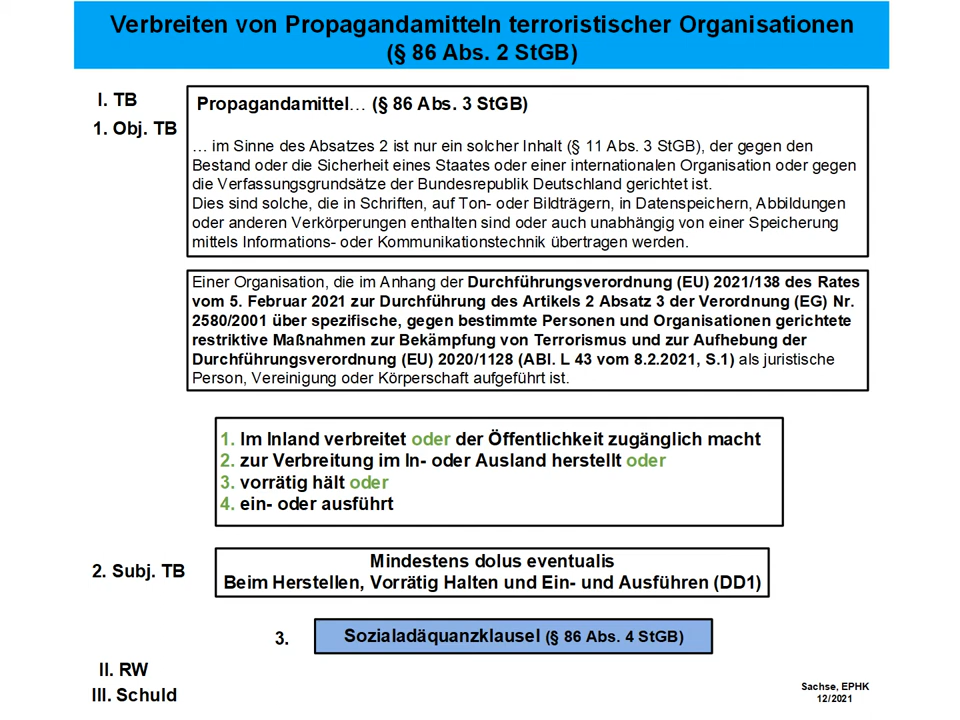 Verbreiten von Propagandamitteln terroristischer Organisationen
(§ 86 Abs. 2 StGB)
I. TB
1. Obj. TB
Propagandamittel… (§ 86 Abs. 3 StGB)
… im Sinne des Absatzes 2 ist nur ein solcher Inhalt (§ 11 Abs. 3 StGB), der gegen den
Bestand oder die Sicherheit eines Staates oder einer internationalen Organisation oder gegen
die Verfassungsgrundsätze der Bundesrepublik Deutschland gerichtet ist.
Dies sind solche, die in Schriften, auf Ton- oder Bildträgern, in Datenspeichern, Abbildungen
oder anderen Verkörperungen enthalten sind oder auch unabhängig von einer Speicherung
mittels Informations- oder Kommunikationstechnik übertragen werden.
Einer Organisation, die im Anhang der Durchführungsverordnung (EU) 2021/138 des Rates
vom 5. Februar 2021 zur Durchführung des Artikels 2 Absatz 3 der Verordnung (EG) Nr.
2580/2001 über spezifische, gegen bestimmte Personen und Organisationen gerichtete
restriktive Maßnahmen zur Bekämpfung von Terrorismus und zur Aufhebung der
Durchführungsverordnung (EU) 2020/1128 (ABl. L 43 vom 8.2.2021, S.1) als juristische
Person, Vereinigung oder Körperschaft aufgeführt ist.
1. Im Inland verbreitet oder der Öffentlichkeit zugänglich macht
2. zur Verbreitung im In- oder Ausland herstellt oder
3. vorrätig hält oder
4. ein- oder ausführt
2. Subj. TB
Mindestens dolus eventualis
Beim Herstellen, Vorrätig Halten und Ein- und Ausführen (DD1)
3.
Sozialadäquanzklausel (§ 86 Abs. 4 StGB)
II. RW
III. Schuld
Sachse, EPHK
12/2021